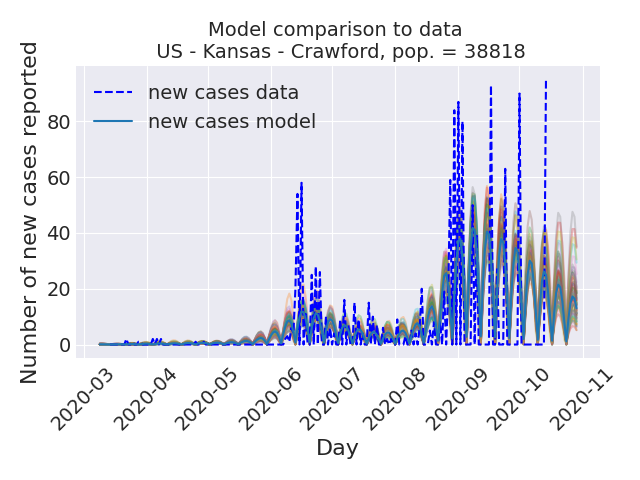 Model comparison to data
US - Kansas - Crawford, pop. = 38818
new cases data
new cases model
Number of new cases reported
80
60
40
20
0
2020-03
2020-04
2020-05
2020-06
2020-07
2020-08
2020-09
2020-10
2020-11
Day